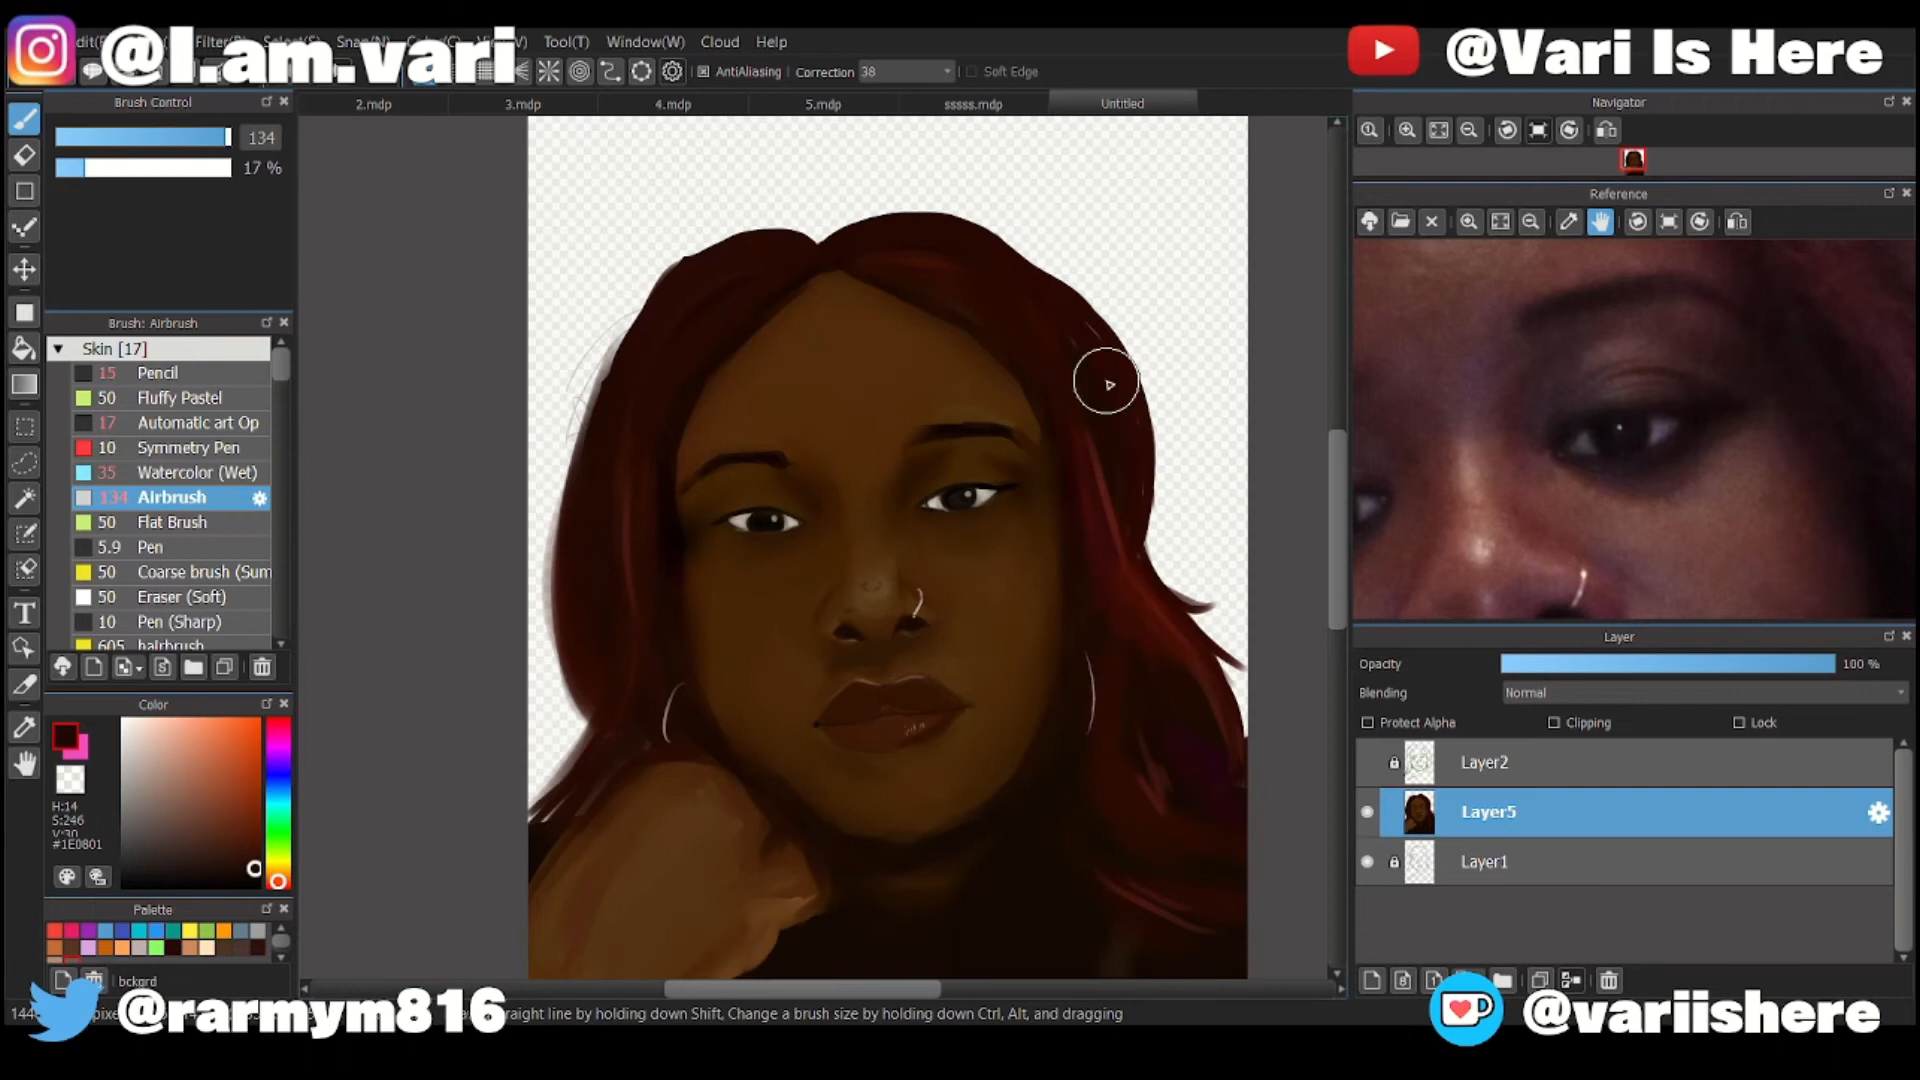 @I.am.vari
@Vari Is Here
Tool(T) Window(W) Cloud Help
AntiAliasing Correction 38 Soft Edge
Brush Control
2.mdp 3.mdp 4.mdp 5.mdp sssss.mdp Untitled
Navigator
134
17 %
Reference
Brush: Airbrush
Skin [17]
15 Pencil
50 Fluffy Pastel
17 Automatic art Op
10 Symmetry Pen
35 Watercolor (Wet)
134 Airbrush
50 Flat Brush
5.9 Pen
50 Coarse brush (Sum
50 Eraser (Soft)
10 Pen (Sharp)
605 hairbrush
Layer
Opacity 100 %
Blending Normal
Protect Alpha Clipping Lock
Layer2
Layer5
Layer1
Color
H:14
S:246
V:30
#1E0801
Palette
bckgrd
@rarmym816
raight line by holding down Shift, Change a brush size by holding down Ctrl, Alt, and dragging
@variishere